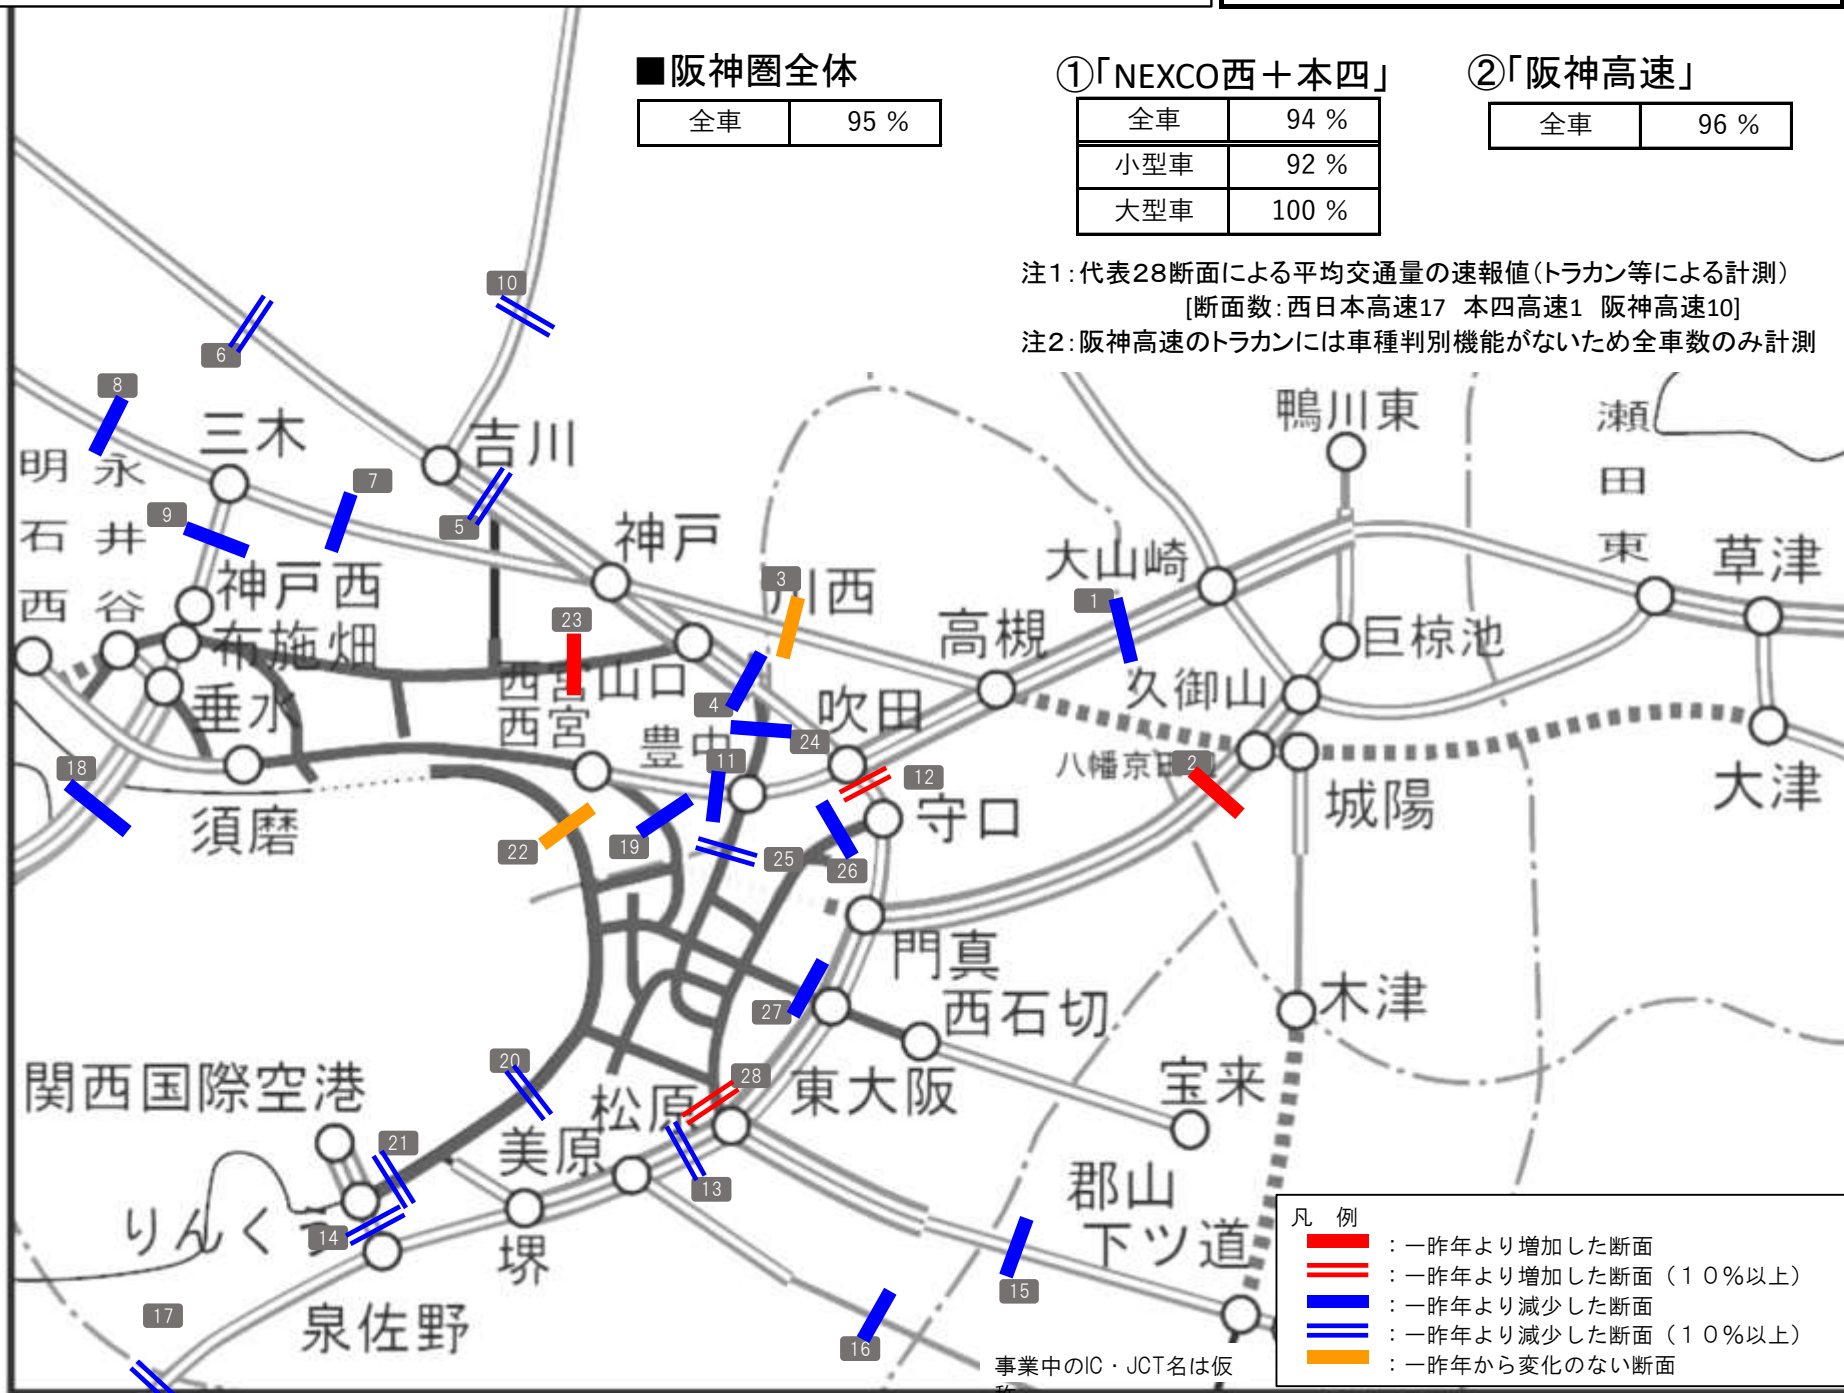 ■阪神圏全体
全車 95 %
①「NEXCO西＋本四」
全車 94 %
小型車 92 %
大型車 100 %
②「阪神高速」
全車 96 %
注1：代表28断面による平均交通量の速報値（トラカン等による計測）
[断面数：西日本高速17 本四高速1 阪神高速10]
注2：阪神高速のトラカンには車種判別機能がないため全車数のみ計測
10
6
8
三木
吉川
鴨川東
瀬田東
明石西
永井谷
7
9
5
神戸
大山崎
草津
神戸西
布施畑
3
川西
1
高槻
巨椋池
23
西宮山口
久御山
垂水
西宮
4
吹田
豊中
24
11
八幡京田
2
18
12
城陽
大津
須磨
守口
22
19
25
26
門真
木津
西石切
27
20
関西国際空港
28
松原
東大阪
宝来
21
美原
13
郡山
下ツ道
りんくう
14
堺
15
17
泉佐野
16
事業中のIC・JCT名は仮
称
凡 例
：一昨年より増加した断面
：一昨年より増加した断面（１０％以上）
：一昨年より減少した断面
：一昨年より減少した断面（１０％以上）
：一昨年から変化のない断面